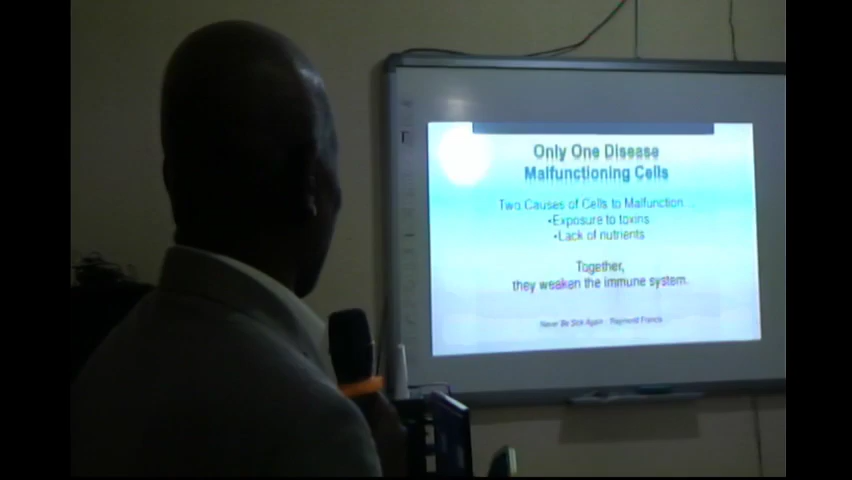 Only One Disease
Malfunctioning Cells
Two Causes of Cells to Malfunction...
•Exposure to toxins
•Lack of nutrients
Together,
they weaken the immune system.
Never Be Sick Again - Raymond Francis